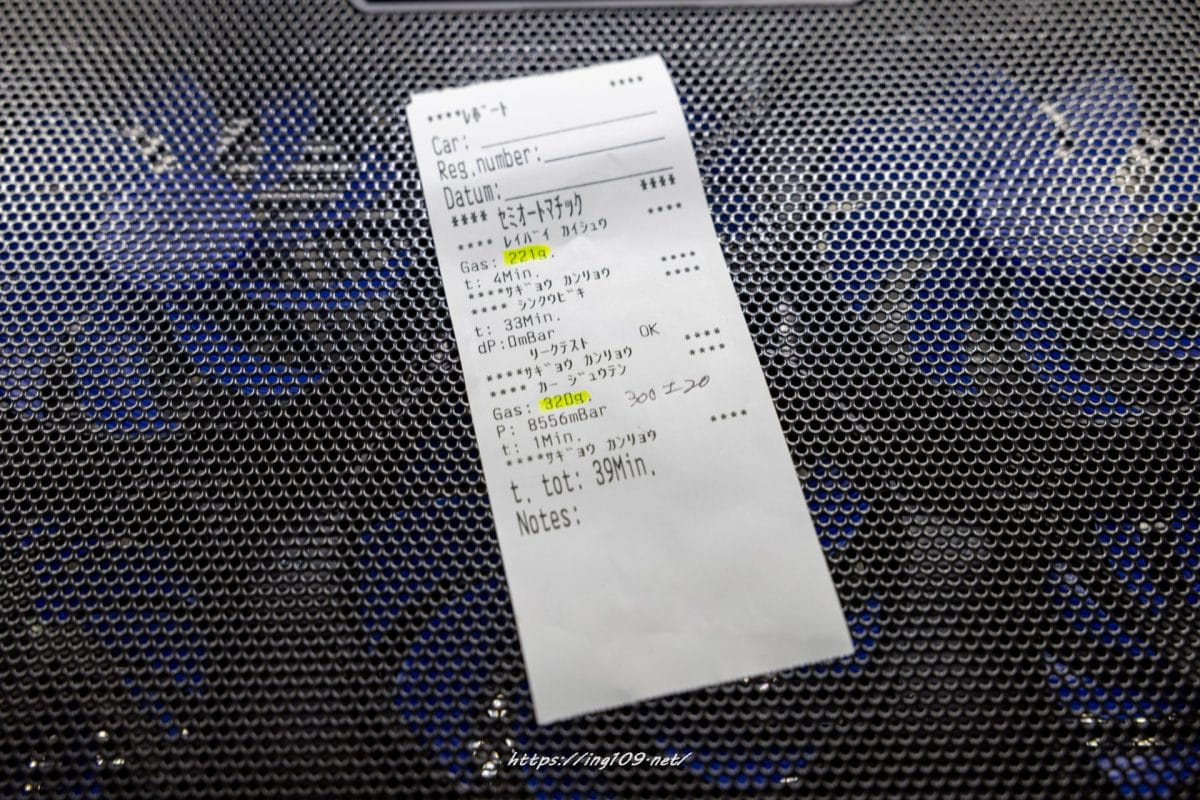 ****レポート ****
Car:
Reg.number:
Datum:
**** セミオートマチック ****
**** レイバイ カイシュウ ****
Gas: 221g.
t: 4Min.
****サギョウ カンリョウ ****
**** シンクウビキ ****
t: 33Min.
dP:0mBar
リークテスト OK
****サギョウ カンリョウ ****
**** カー ジュウテン ****
Gas: 320g. 300 ±20
P: 8556mBar
t: 1Min.
****サギョウ カンリョウ ****
t. tot: 39Min.
Notes:
https://ing109.net/